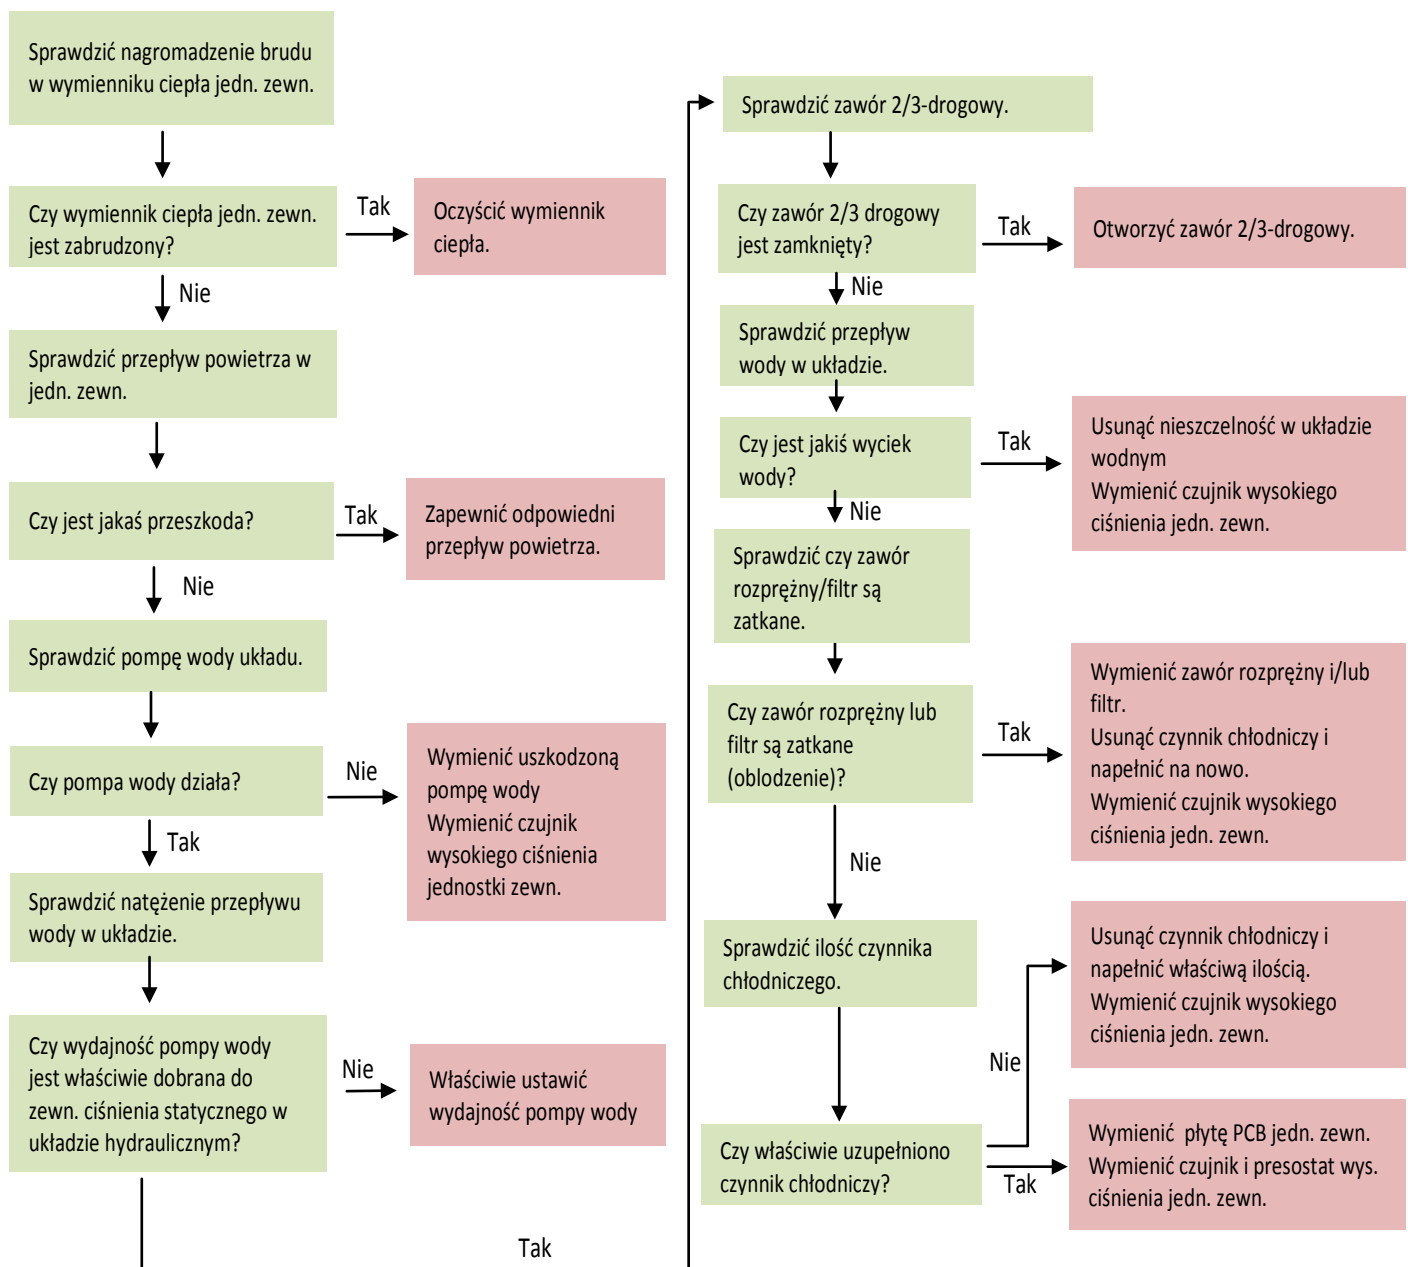 Sprawdzić nagromadzenie brudu
w wymienniku ciepła jedn. zewn.
Czy wymiennik ciepła jedn. zewn.
jest zabrudzony?
Tak
Oczyścić wymiennik
ciepła.
Nie
Sprawdzić przepływ powietrza w
jedn. zewn.
Czy jest jakaś przeszkoda?
Tak
Zapewnić odpowiedni
przepływ powietrza.
Nie
Sprawdzić pompę wody układu.
Czy pompa wody działa?
Nie
Wymienić uszkodzoną
pompę wody
Wymienić czujnik
wysokiego ciśnienia
jednostki zewn.
Tak
Sprawdzić natężenie przepływu
wody w układzie.
Czy wydajność pompy wody
jest właściwie dobrana do
zewn. ciśnienia statycznego w
układzie hydraulicznym?
Nie
Właściwie ustawić
wydajność pompy wody
Tak
Sprawdzić zawór 2/3-drogowy.
Czy zawór 2/3 drogowy
jest zamknięty?
Tak
Otworzyć zawór 2/3-drogowy.
Nie
Sprawdzić przepływ
wody w układzie.
Czy jest jakiś wyciek
wody?
Tak
Usunąć nieszczelność w układzie
wodnym
Wymienić czujnik wysokiego
ciśnienia jedn. zewn.
Nie
Sprawdzić czy zawór
rozprężny/filtr są
zatkane.
Czy zawór rozprężny lub
filtr są zatkane
(oblodzenie)?
Tak
Wymienić zawór rozprężny i/lub
filtr.
Usunąć czynnik chłodniczy i
napełnić na nowo.
Wymienić czujnik wysokiego
ciśnienia jedn. zewn.
Nie
Sprawdzić ilość czynnika
chłodniczego.
Czy właściwie uzupełniono
czynnik chłodniczy?
Nie
Usunąć czynnik chłodniczy i
napełnić właściwą ilością.
Wymienić czujnik wysokiego
ciśnienia jedn. zewn.
Tak
Wymienić płytę PCB jedn. zewn.
Wymienić czujnik i presostat wys.
ciśnienia jedn. zewn.